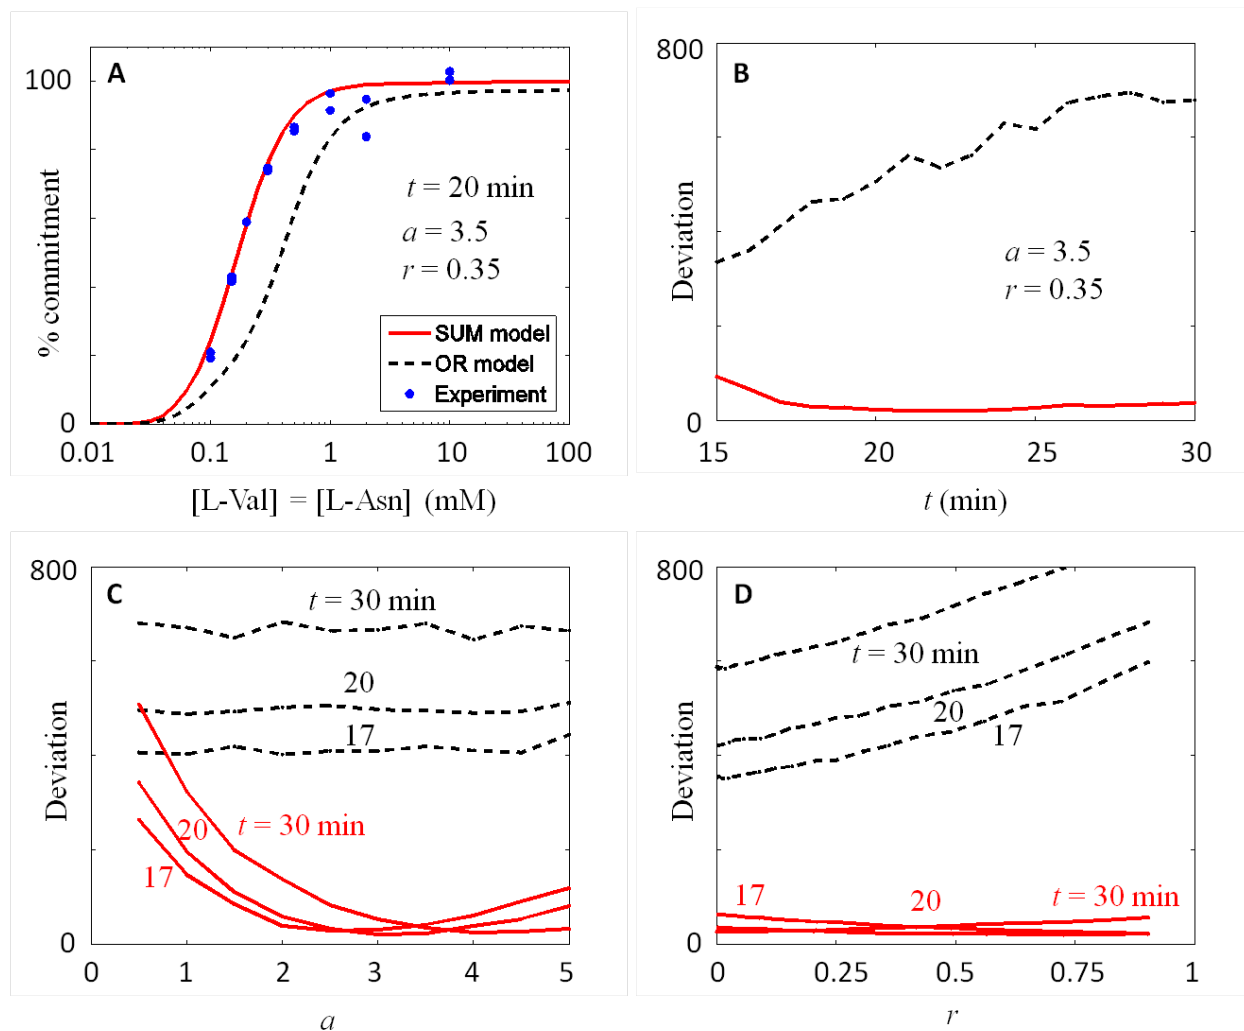 A
100
% commitment
t = 20 min
a = 3.5
r = 0.35
SUM model
OR model
Experiment
0
0.01 0.1 1 10 100
[L-Val] = [L-Asn] (mM)
B
800
Deviation
a = 3.5
r = 0.35
0
15 20 25 30
t (min)
C
800
t = 30 min
20
17
Deviation
t = 30 min
20
17
0
0 1 2 3 4 5
a
D
800
t = 30 min
20
17
Deviation
17
20
t = 30 min
0
0 0.25 0.5 0.75 1
r